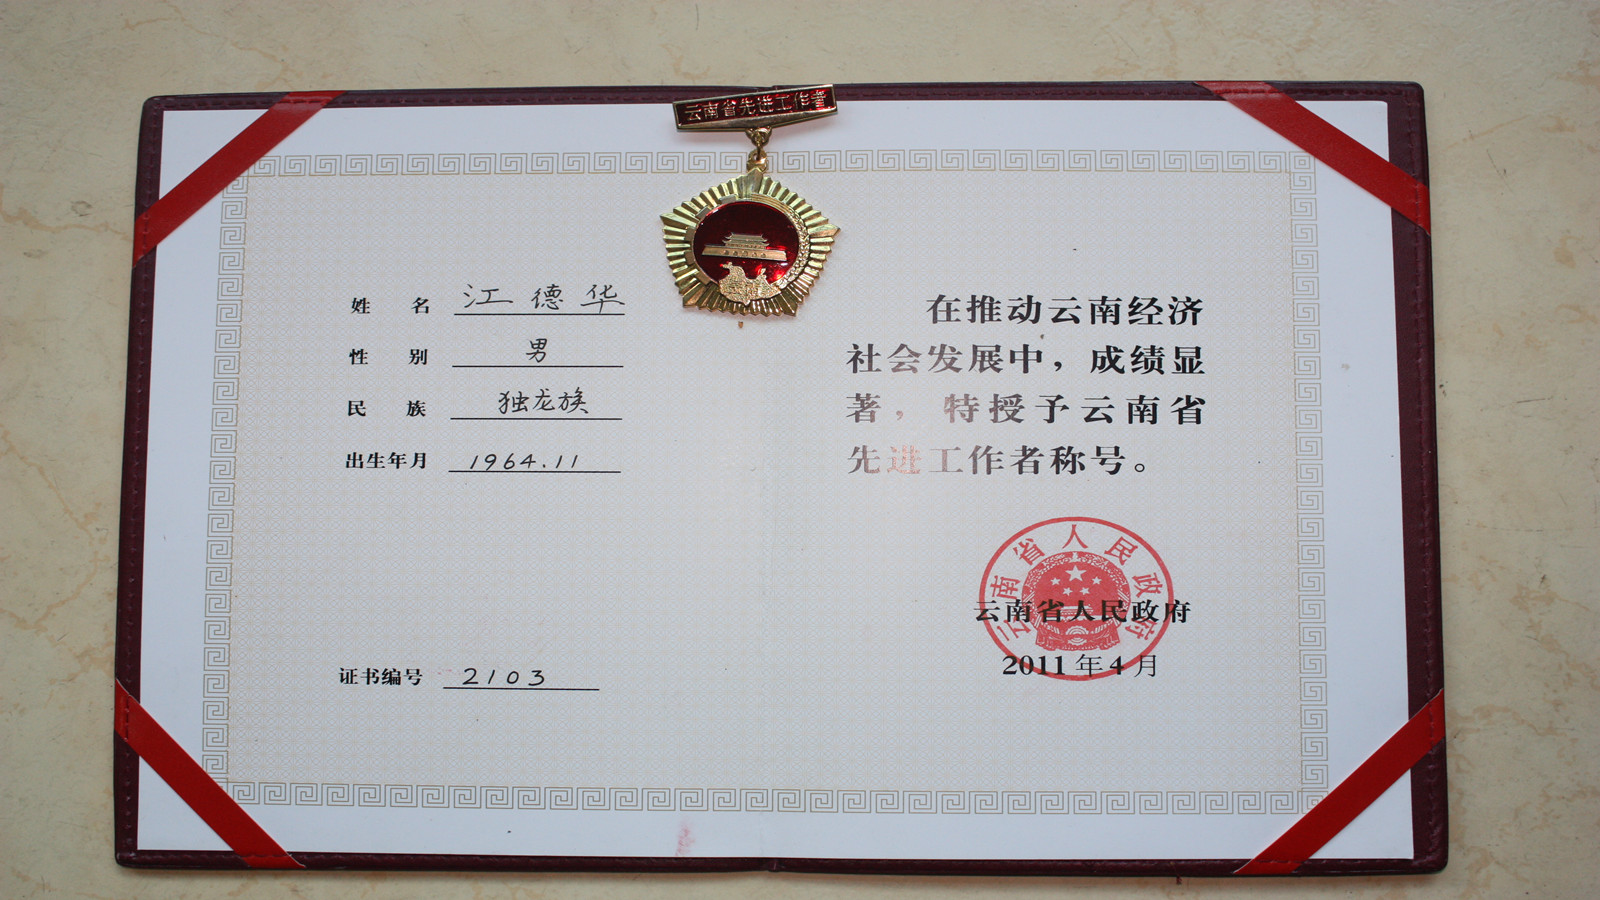 云南省先进工作者
姓名 江德华
性别 男
民族 独龙族
出生年月 1964.11
证书编号 2103
在推动云南经济
社会发展中，成绩显
著，特授予云南省
先进工作者称号。
云南省人民政府
云南省人民政府
2011年4月